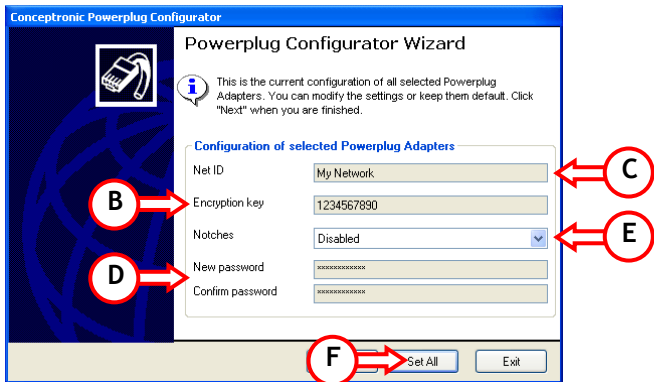 Conceptronic Powerplug Configurator
Powerplug Configurator Wizard
This is the current configuration of all selected Powerplug
Adapters. You can modify the settings or keep them default. Click
"Next" when you are finished.
Configuration of selected Powerplug Adapters
Net ID
My Network
C
B
Encryption key
1234567890
Notches
Disabled
E
D
New password
xxxxxxxxxxxx
Confirm password
xxxxxxxxxxxx
F
Set All
Exit